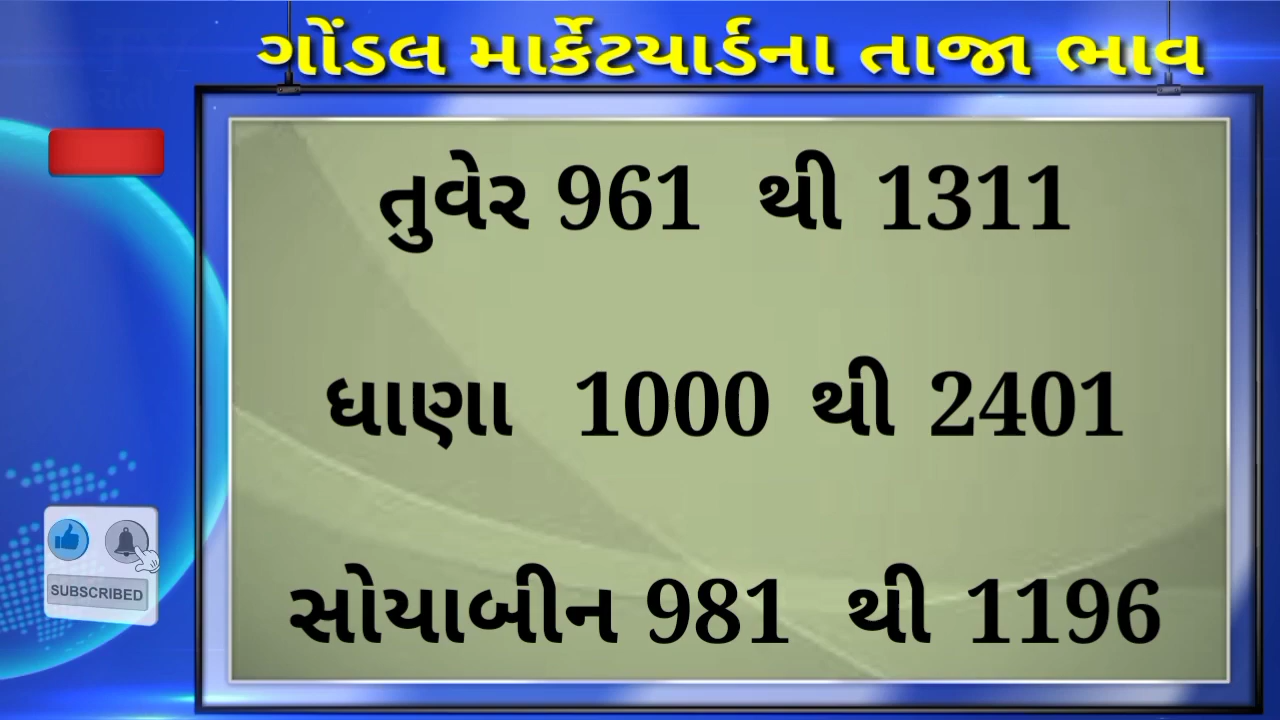 ગોંડલ માર્કેટયાર્ડના તાજા ભાવ
તુવેર 961 થી 1311
ધાણા 1000 થી 2401
સોયાબીન 981 થી 1196
SUBSCRIBED